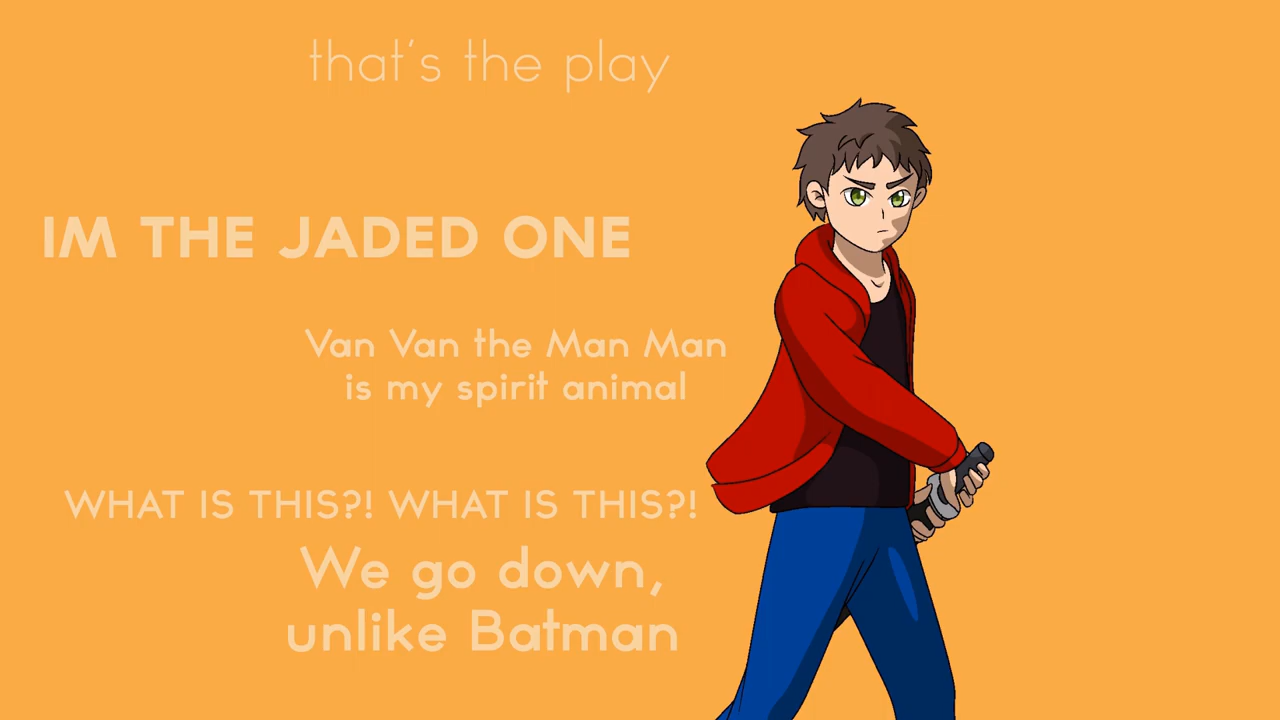 that's the play
IM THE JADED ONE
Van Van the Man Man
is my spirit animal
WHAT IS THIS?! WHAT IS THIS?!
We go down,
unlike Batman